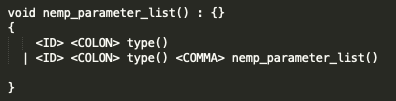 void nemp_parameter_list() : {}
{
<ID> <COLON> type()
| <ID> <COLON> type() <COMMA> nemp_parameter_list()
}